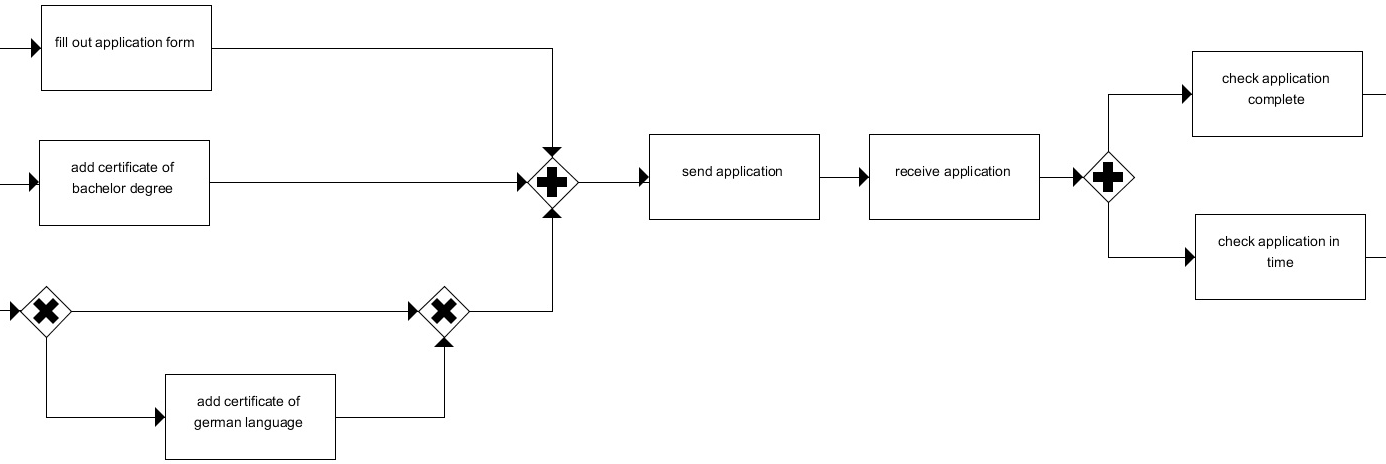 fill out application form
add certificate of
bachelor degree
add certificate of
german language
send application
receive application
check application
complete
check application in
time